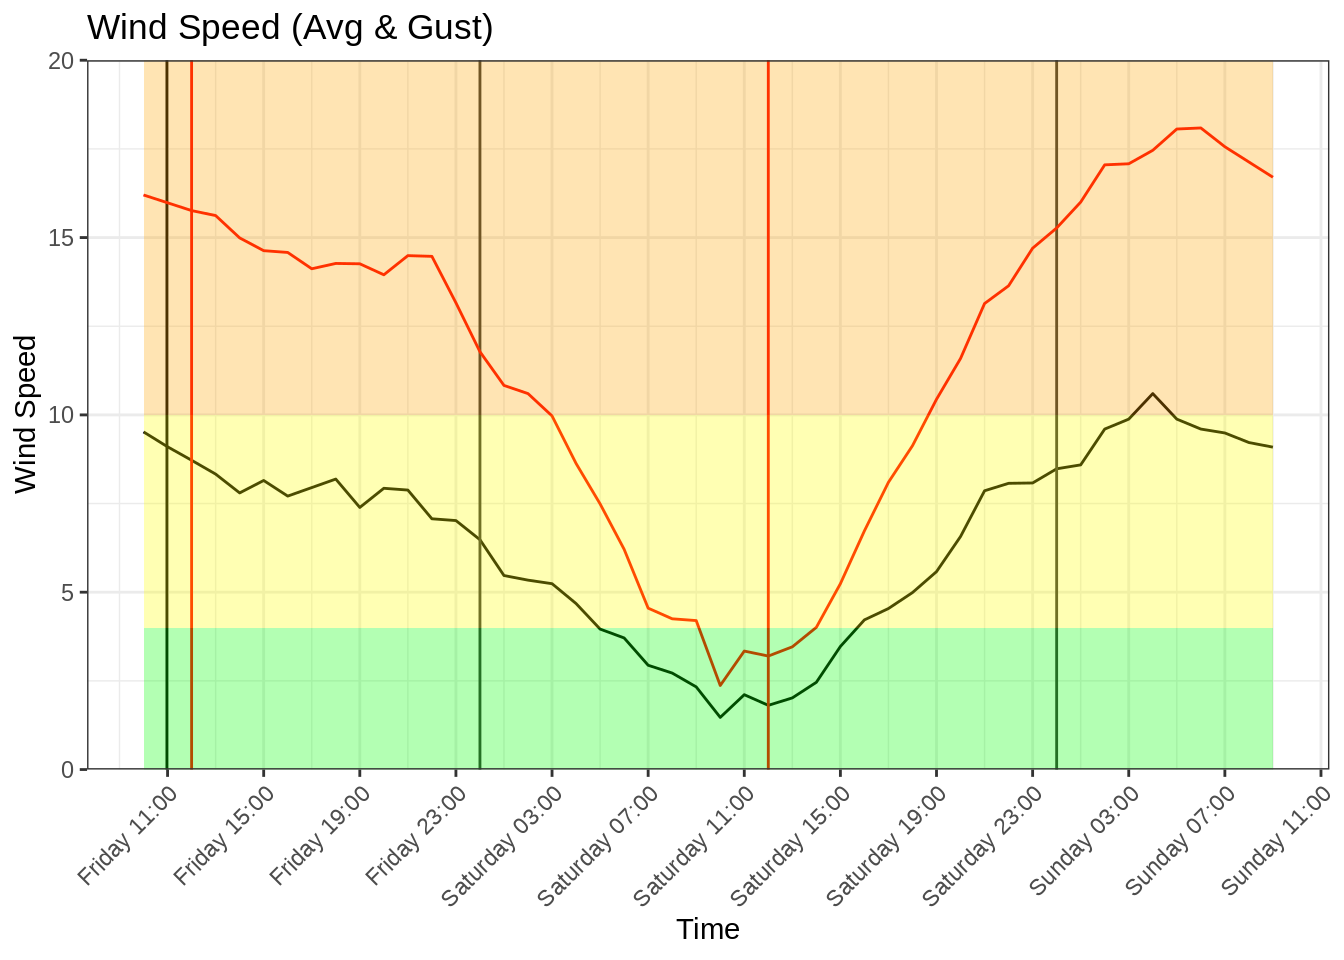 Wind Speed (Avg & Gust)
Wind Speed
20
15
10
5
0
Friday 11:00
Friday 15:00
Friday 19:00
Friday 23:00
Saturday 03:00
Saturday 07:00
Saturday 11:00
Saturday 15:00
Saturday 19:00
Saturday 23:00
Sunday 03:00
Sunday 07:00
Sunday 11:00
Time